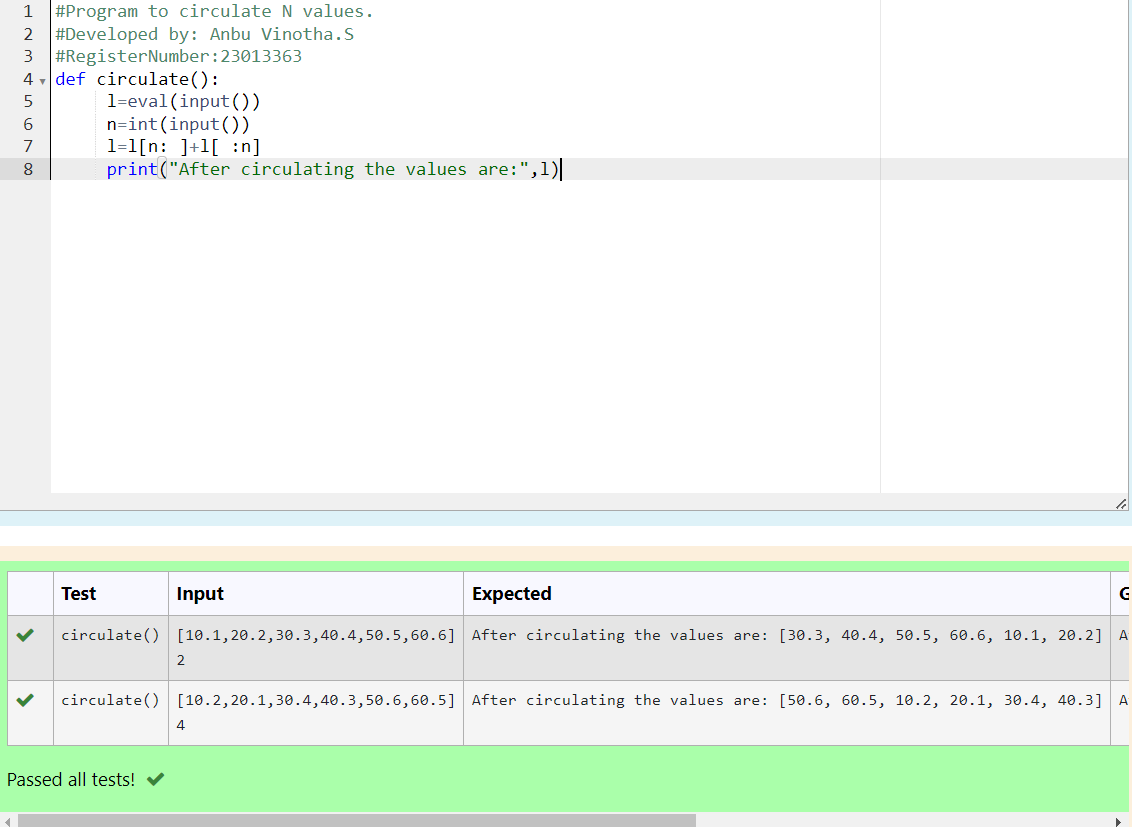 1 #Program to circulate N values.
2 #Developed by: Anbu Vinotha.S
3 #RegisterNumber:23013363
4 def circulate():
5 l=eval(input())
6 n=int(input())
7 l=l[n: ]+l[ :n]
8 print("After circulating the values are:",l)
Test Input Expected G
circulate() [10.1,20.2,30.3,40.4,50.5,60.6] After circulating the values are: [30.3, 40.4, 50.5, 60.6, 10.1, 20.2] A
2
circulate() [10.2,20.1,30.4,40.3,50.6,60.5] After circulating the values are: [50.6, 60.5, 10.2, 20.1, 30.4, 40.3] A
4
Passed all tests!